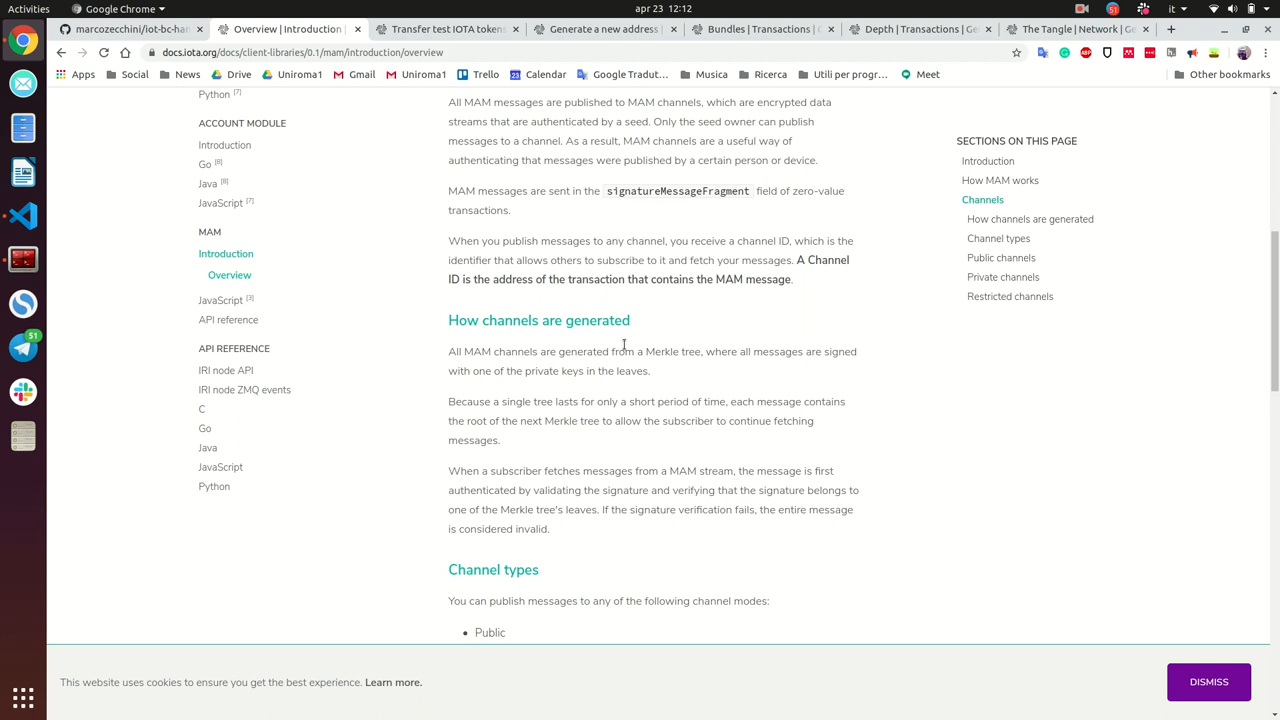 Activities
Google Chrome
apr 23 12:12
51
it
marcozecchini/iot-bc-han
Overview | Introduction |
Transfer test IOTA tokens
Generate a new address |
Bundles | Transactions | G
Depth | Transactions | Ge
The Tangle | Network | Ge
docs.iota.org/docs/client-libraries/0.1/mam/introduction/overview
Apps
Social
News
Drive
Uniroma1
Gmail
Uniroma1
Trello
Calendar
Google Tradut…
Musica
Ricerca
Utili per progr…
Meet
Other bookmarks
Python [7]
ACCOUNT MODULE
Introduction
Go [8]
Java [8]
JavaScript [7]
MAM
Introduction
Overview
JavaScript [3]
API reference
API REFERENCE
IRI node API
IRI node ZMQ events
C
Go
Java
JavaScript
Python
All MAM messages are published to MAM channels, which are encrypted data
streams that are authenticated by a seed. Only the seed owner can publish
messages to a channel. As a result, MAM channels are a useful way of
authenticating that messages were published by a certain person or device.
MAM messages are sent in the signatureMessageFragment field of zero-value
transactions.
When you publish messages to any channel, you receive a channel ID, which is the
identifier that allows others to subscribe to it and fetch your messages. A Channel
ID is the address of the transaction that contains the MAM message.
How channels are generated
All MAM channels are generated from a Merkle tree, where all messages are signed
with one of the private keys in the leaves.
Because a single tree lasts for only a short period of time, each message contains
the root of the next Merkle tree to allow the subscriber to continue fetching
messages.
When a subscriber fetches messages from a MAM stream, the message is first
authenticated by validating the signature and verifying that the signature belongs to
one of the Merkle tree's leaves. If the signature verification fails, the entire message
is considered invalid.
Channel types
You can publish messages to any of the following channel modes:
• Public
SECTIONS ON THIS PAGE
Introduction
How MAM works
Channels
How channels are generated
Channel types
Public channels
Private channels
Restricted channels
51
This website uses cookies to ensure you get the best experience. Learn more.
DISMISS